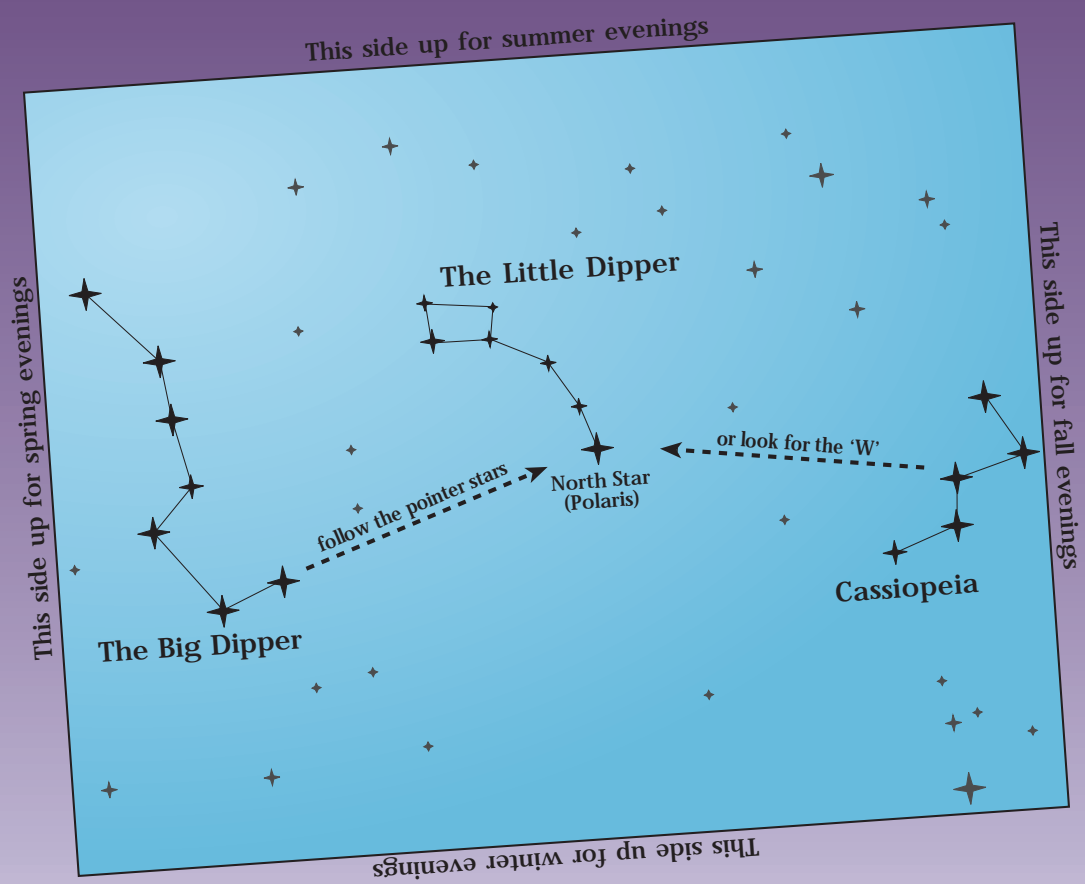 This side up for summer evenings
This side up for spring evenings
The Little Dipper
This side up for fall evenings
or look for the ‘W’
follow the pointer stars
North Star
(Polaris)
Cassiopeia
The Big Dipper
This side up for winter evenings